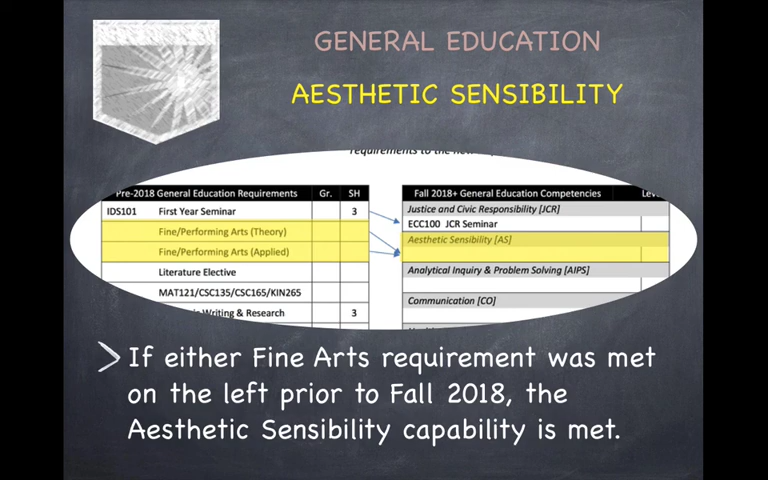 GENERAL EDUCATION
AESTHETIC SENSIBILITY
requirements to the
Pre-2018 General Education Requirements Gr. SH
IDS101 First Year Seminar 3
Fine/Performing Arts (Theory)
Fine/Performing Arts (Applied)
Literature Elective
MAT121/CSC135/CSC165/KIN265
Writing & Research 3
Fall 2018+ General Education Competencies
Justice and Civic Responsibility [JCR]
ECC100 JCR Seminar
Aesthetic Sensibility [AS]
Analytical Inquiry & Problem Solving [AIPS]
Communication [CO]
If either Fine Arts requirement was met
on the left prior to Fall 2018, the
Aesthetic Sensibility capability is met.